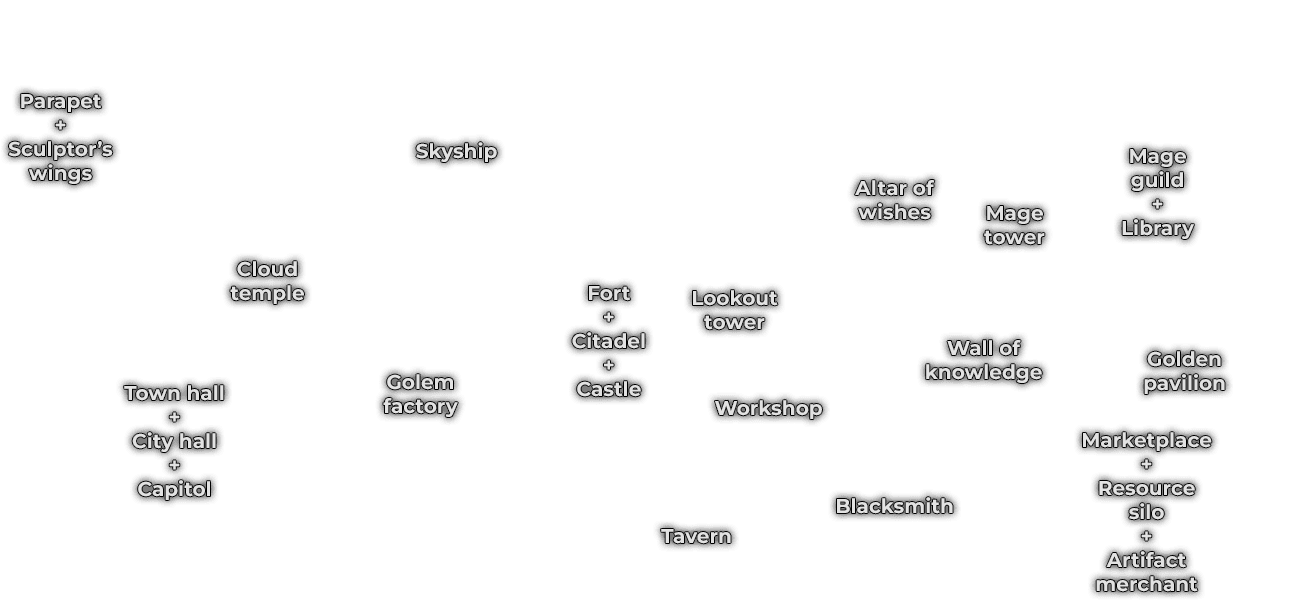 Parapet
+
Sculptor's
wings
Skyship
Altar of
wishes
Mage
tower
Mage
guild
+
Library
Cloud
temple
Fort
+
Citadel
+
Castle
Lookout
tower
Wall of
knowledge
Golden
pavilion
Town hall
+
City hall
+
Capitol
Golem
factory
Workshop
Marketplace
+
Resource
silo
+
Artifact
merchant
Blacksmith
Tavern